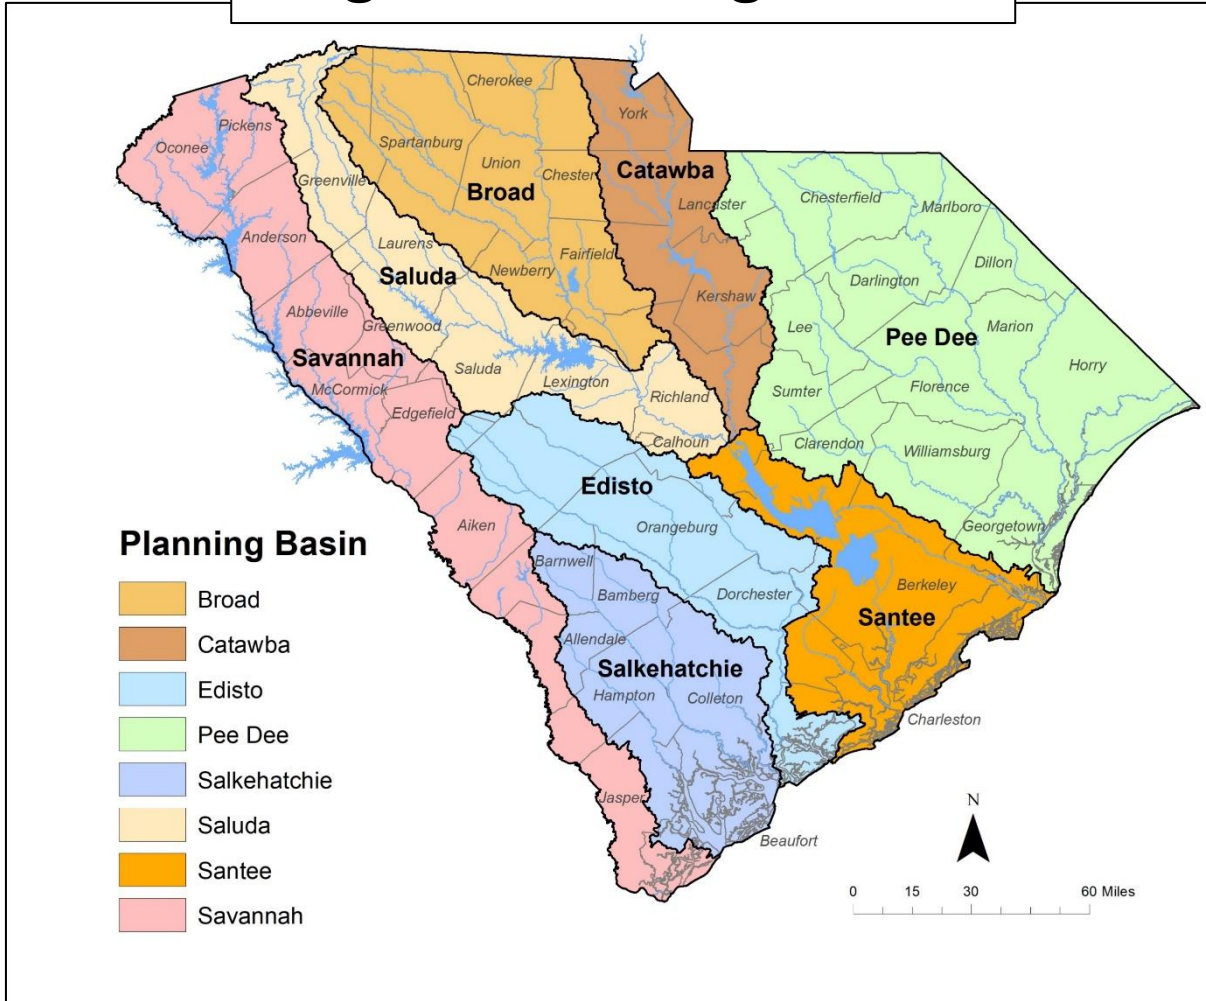 Cherokee
York
Pickens
Oconee
Spartanburg
Union
Chester
Catawba
Greenville
Broad
Lancaster
Chesterfield
Marlboro
Anderson
Laurens
Fairfield
Dillon
Saluda
Newberry
Darlington
Kershaw
Abbeville
Greenwood
Lee
Marion
Pee Dee
Savannah
Saluda
Horry
McCormick
Lexington
Florence
Sumter
Richland
Edgefield
Calhoun
Clarendon
Williamsburg
Edisto
Aiken
Orangeburg
Georgetown
Barnwell
Bamberg
Dorchester
Berkeley
Santee
Allendale
Salkehatchie
Hampton
Colleton
Charleston
Jasper
Beaufort
Planning Basin
Broad
Catawba
Edisto
Pee Dee
Salkehatchie
Saluda
Santee
Savannah
N
0 15 30 60 Miles